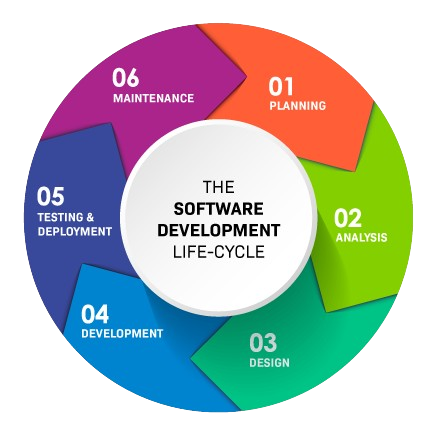 THE
SOFTWARE
DEVELOPMENT
LIFE-CYCLE
01
PLANNING
02
ANALYSIS
03
DESIGN
04
DEVELOPMENT
05
TESTING &
DEPLOYMENT
06
MAINTENANCE